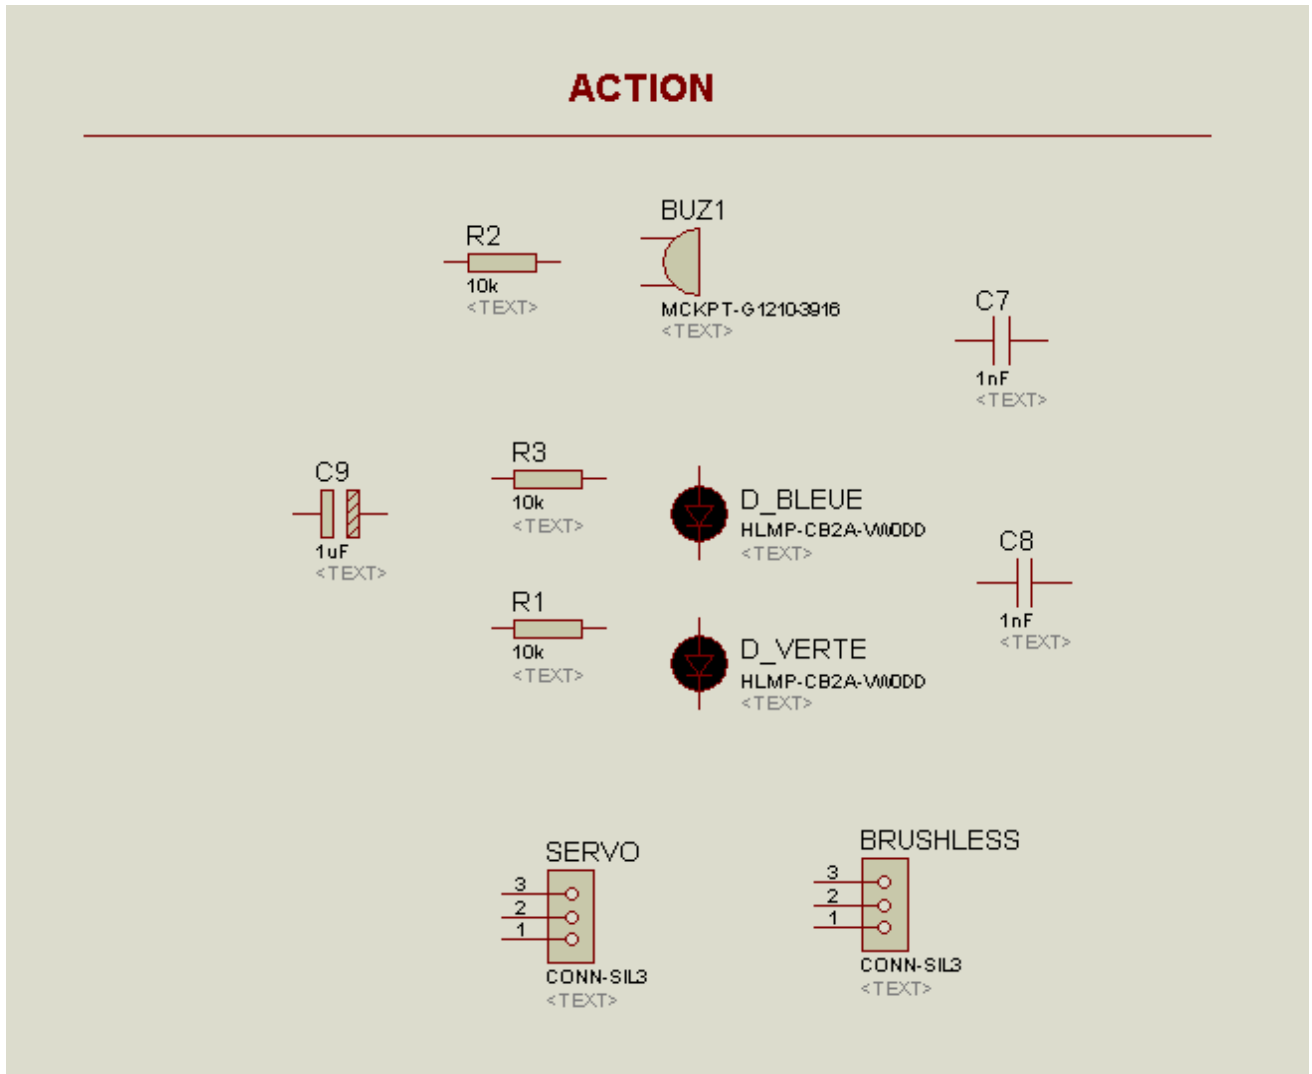 ACTION
BUZ1
R2
10k
<TEXT>
MCKPT-G1210-3916
<TEXT>
C7
1nF
<TEXT>
R3
10k
<TEXT>
C9
1uF
<TEXT>
D_BLEUE
HLMP-CB2A-VW0DD
<TEXT>
C8
1nF
<TEXT>
R1
10k
<TEXT>
D_VERTE
HLMP-CB2A-VW0DD
<TEXT>
SERVO
3
2
1
CONN-SIL3
<TEXT>
BRUSHLESS
3
2
1
CONN-SIL3
<TEXT>